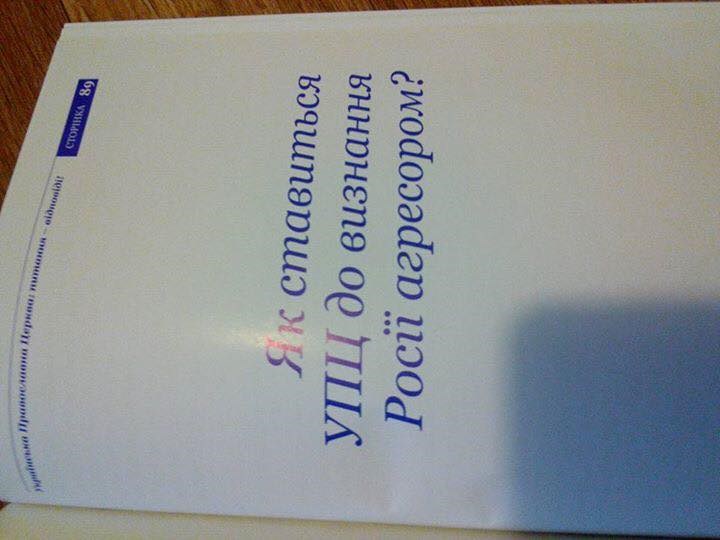 Українська Православна Церква: питання – відповіді!
СТОРІНКА 89
Як ставиться
УПЦ до визнання
Росії агресором?